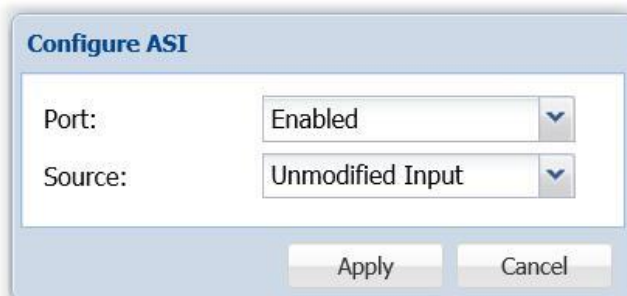 Configure ASI
Port: Enabled
Source: Unmodified Input
Apply Cancel